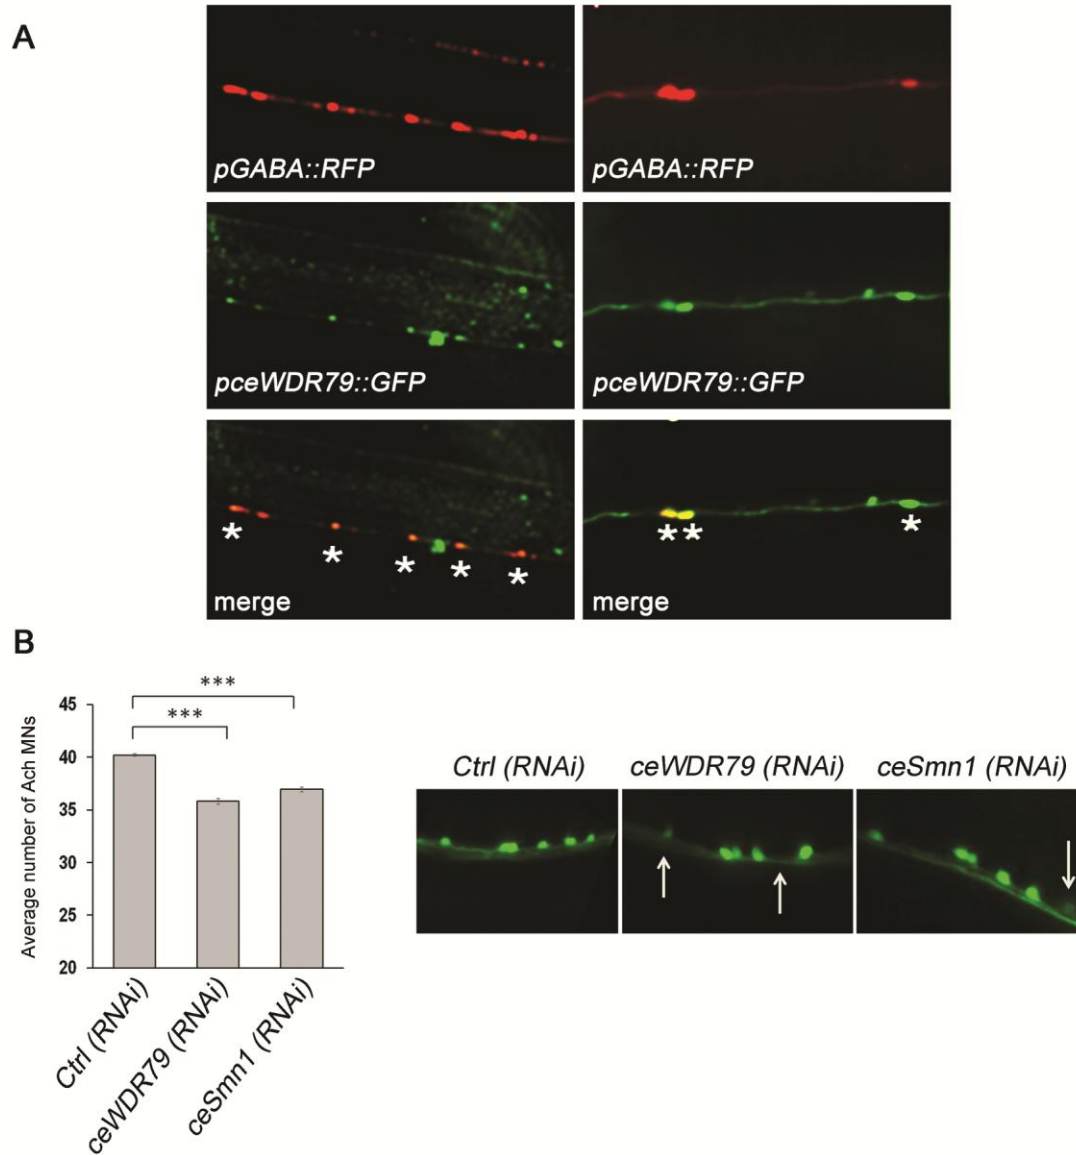 A
pGABA::RFP
pGABA::RFP
pceWDR79::GFP
pceWDR79::GFP
* * * * *
* * *
merge
merge
B
***
***
45
40
35
30
25
20
Average number of Ach MNs
Ctrl (RNAi)
ceWDR79 (RNAi)
ceSmn1 (RNAi)
Ctrl (RNAi)
ceWDR79 (RNAi)
ceSmn1 (RNAi)